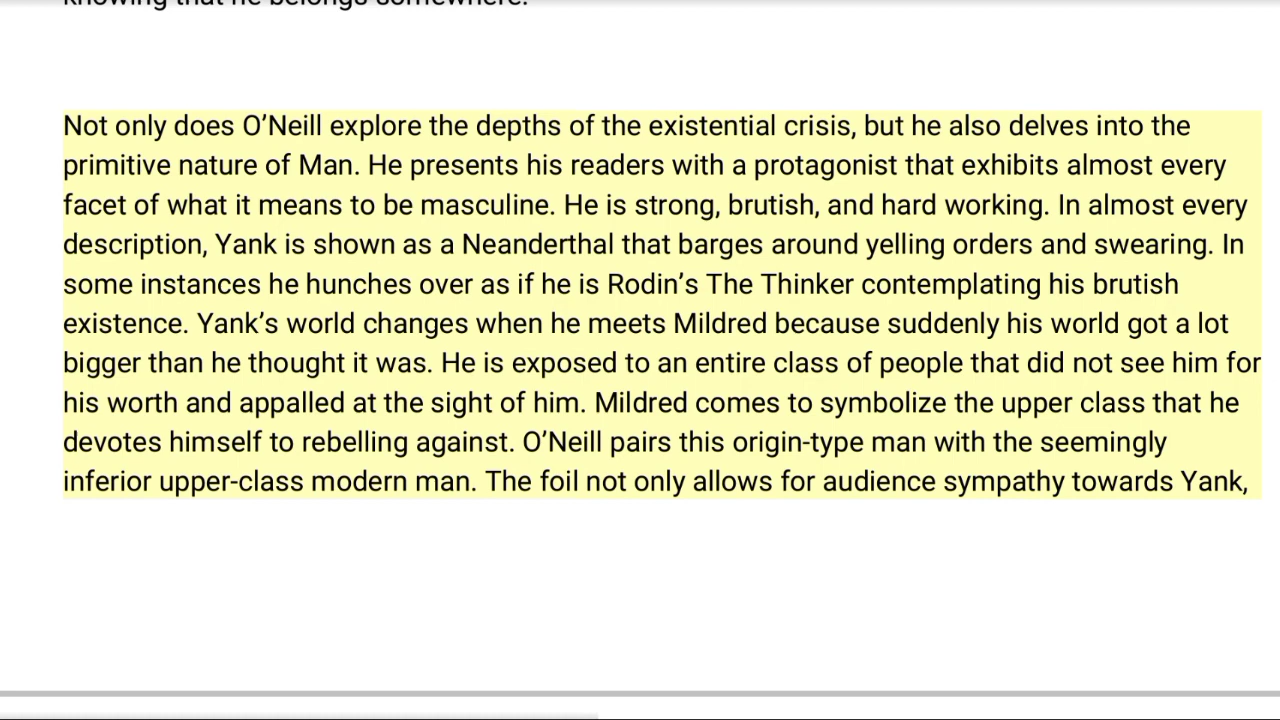 knowing that he belongs somewhere.
Not only does O’Neill explore the depths of the existential crisis, but he also delves into the
primitive nature of Man. He presents his readers with a protagonist that exhibits almost every
facet of what it means to be masculine. He is strong, brutish, and hard working. In almost every
description, Yank is shown as a Neanderthal that barges around yelling orders and swearing. In
some instances he hunches over as if he is Rodin’s The Thinker contemplating his brutish
existence. Yank’s world changes when he meets Mildred because suddenly his world got a lot
bigger than he thought it was. He is exposed to an entire class of people that did not see him for
his worth and appalled at the sight of him. Mildred comes to symbolize the upper class that he
devotes himself to rebelling against. O’Neill pairs this origin-type man with the seemingly
inferior upper-class modern man. The foil not only allows for audience sympathy towards Yank,